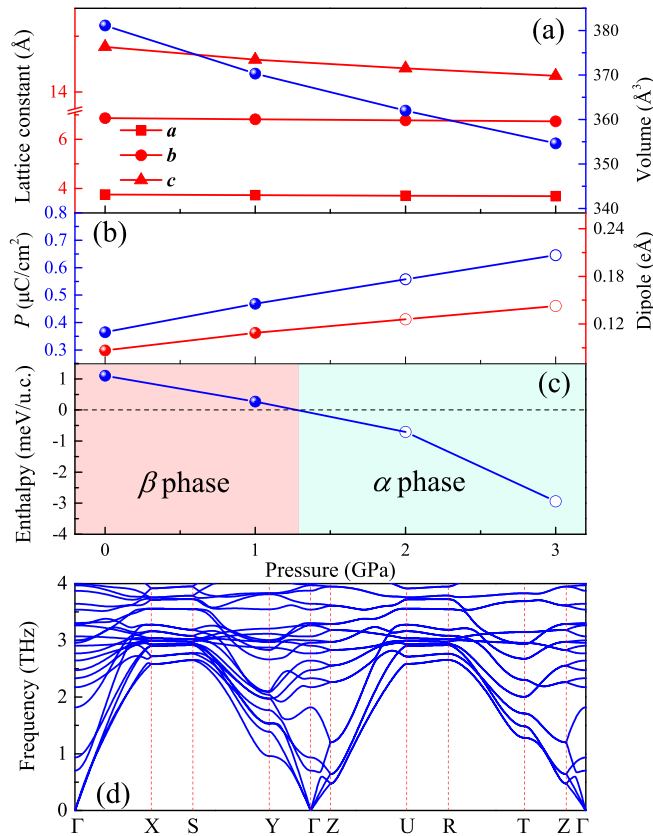 (a)
Lattice constant (Å)
14
6
4
a
b
c
Volume (Å³)
380
370
360
350
340
(b)
P (μC/cm²)
0.8
0.7
0.6
0.5
0.4
0.3
Dipole (eÅ)
0.24
0.18
0.12
(c)
Enthalpy (meV/u.c.)
1
0
-1
-2
-3
-4
β phase
α phase
0 1 2 3
Pressure (GPa)
Frequency (THz)
4
3
2
1
0
(d)
Γ X S Y Γ Z U R T Z Γ